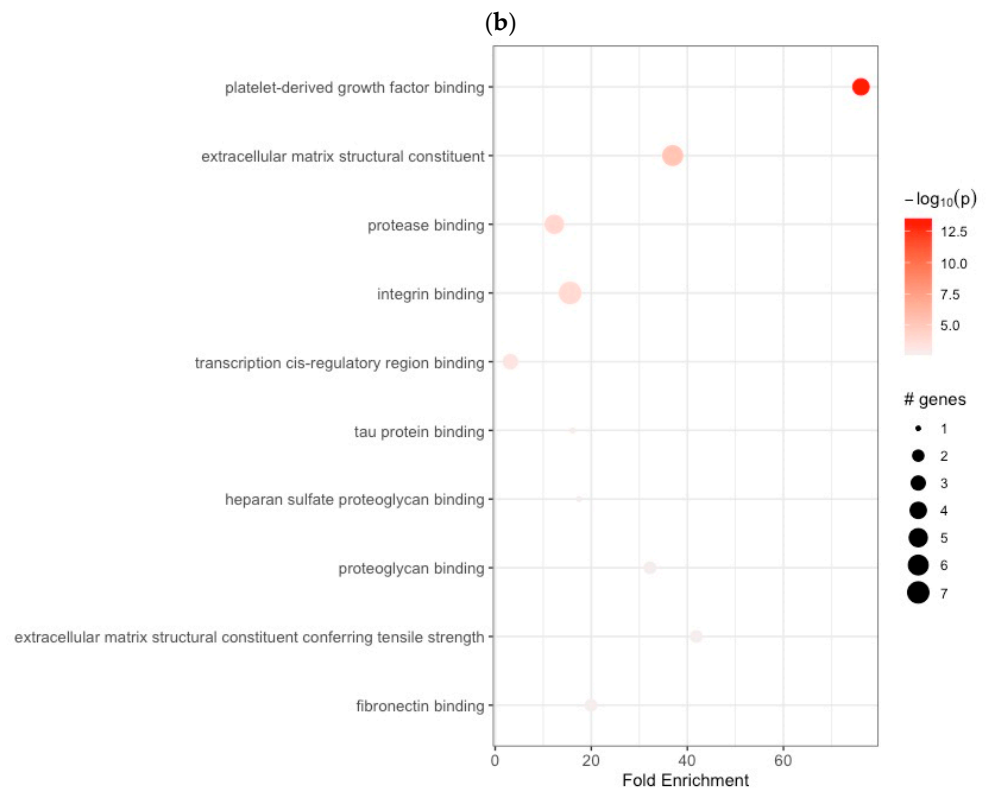 (b)
platelet-derived growth factor binding
extracellular matrix structural constituent
protease binding
integrin binding
transcription cis-regulatory region binding
tau protein binding
heparan sulfate proteoglycan binding
proteoglycan binding
extracellular matrix structural constituent conferring tensile strength
fibronectin binding
0 20 40 60
Fold Enrichment
−log₁₀(p)
12.5
10.0
7.5
5.0
# genes
1
2
3
4
5
6
7